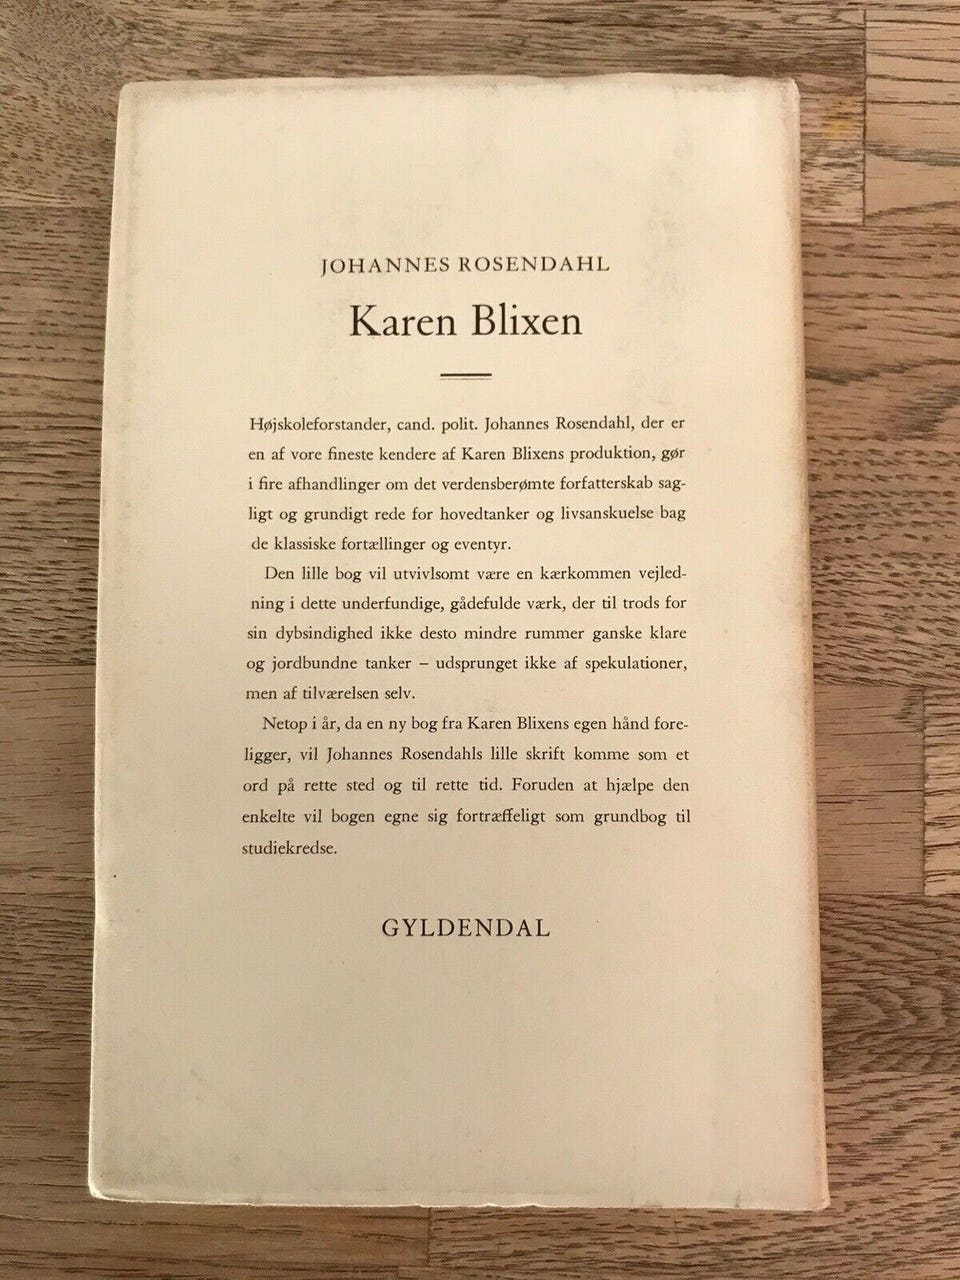 JOHANNES ROSENDAHL
Karen Blixen
Højskoleforstander, cand. polit. Johannes Rosendahl, der er
en af vore fineste kendere af Karen Blixens produktion, gør
i fire afhandlinger om det verdensberømte forfatterskab sag-
ligt og grundigt rede for hovedtanker og livsanskuelse bag
de klassiske fortællinger og eventyr.
Den lille bog vil utvivlsomt være en kærkommen vejled-
ning i dette underfundige, gådefulde værk, der til trods for
sin dybsindighed ikke desto mindre rummer ganske klare
og jordbundne tanker – udsprunget ikke af spekulationer,
men af tilværelsen selv.
Netop i år, da en ny bog fra Karen Blixens egen hånd fore-
ligger, vil Johannes Rosendahls lille skrift komme som et
ord på rette sted og til rette tid. Foruden at hjælpe den
enkelte vil bogen egne sig fortræffeligt som grundbog til
studiekredse.
GYLDENDAL